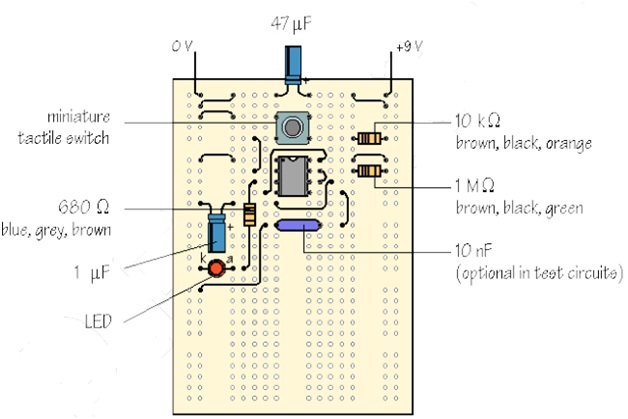 47 µF
0 V
+9 V
+
miniature
tactile switch
10 kΩ
brown, black, orange
1 MΩ
brown, black, green
680 Ω
blue, grey, brown
+
k a
1 µF
10 nF
(optional in test circuits)
LED